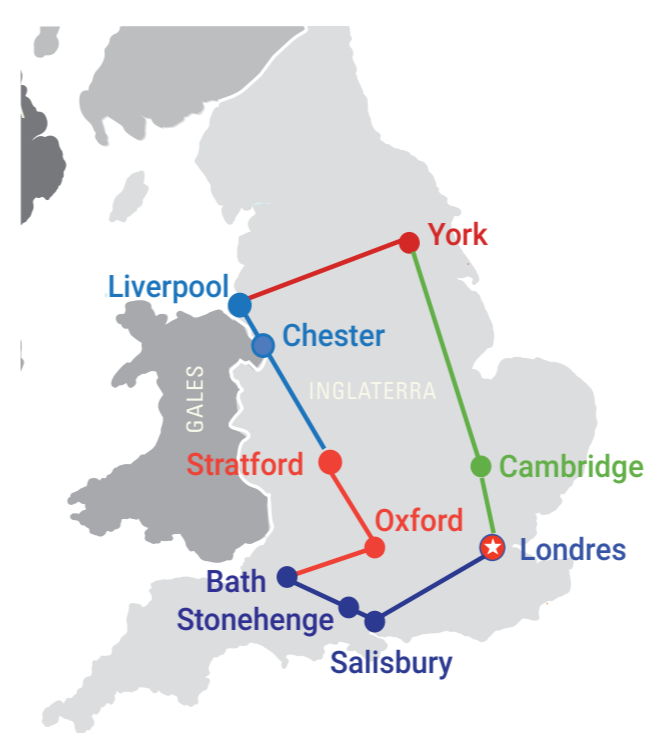 York
Liverpool
Chester
GALES
INGLATERRA
Stratford
Cambridge
Oxford
Londres
Bath
Stonehenge
Salisbury